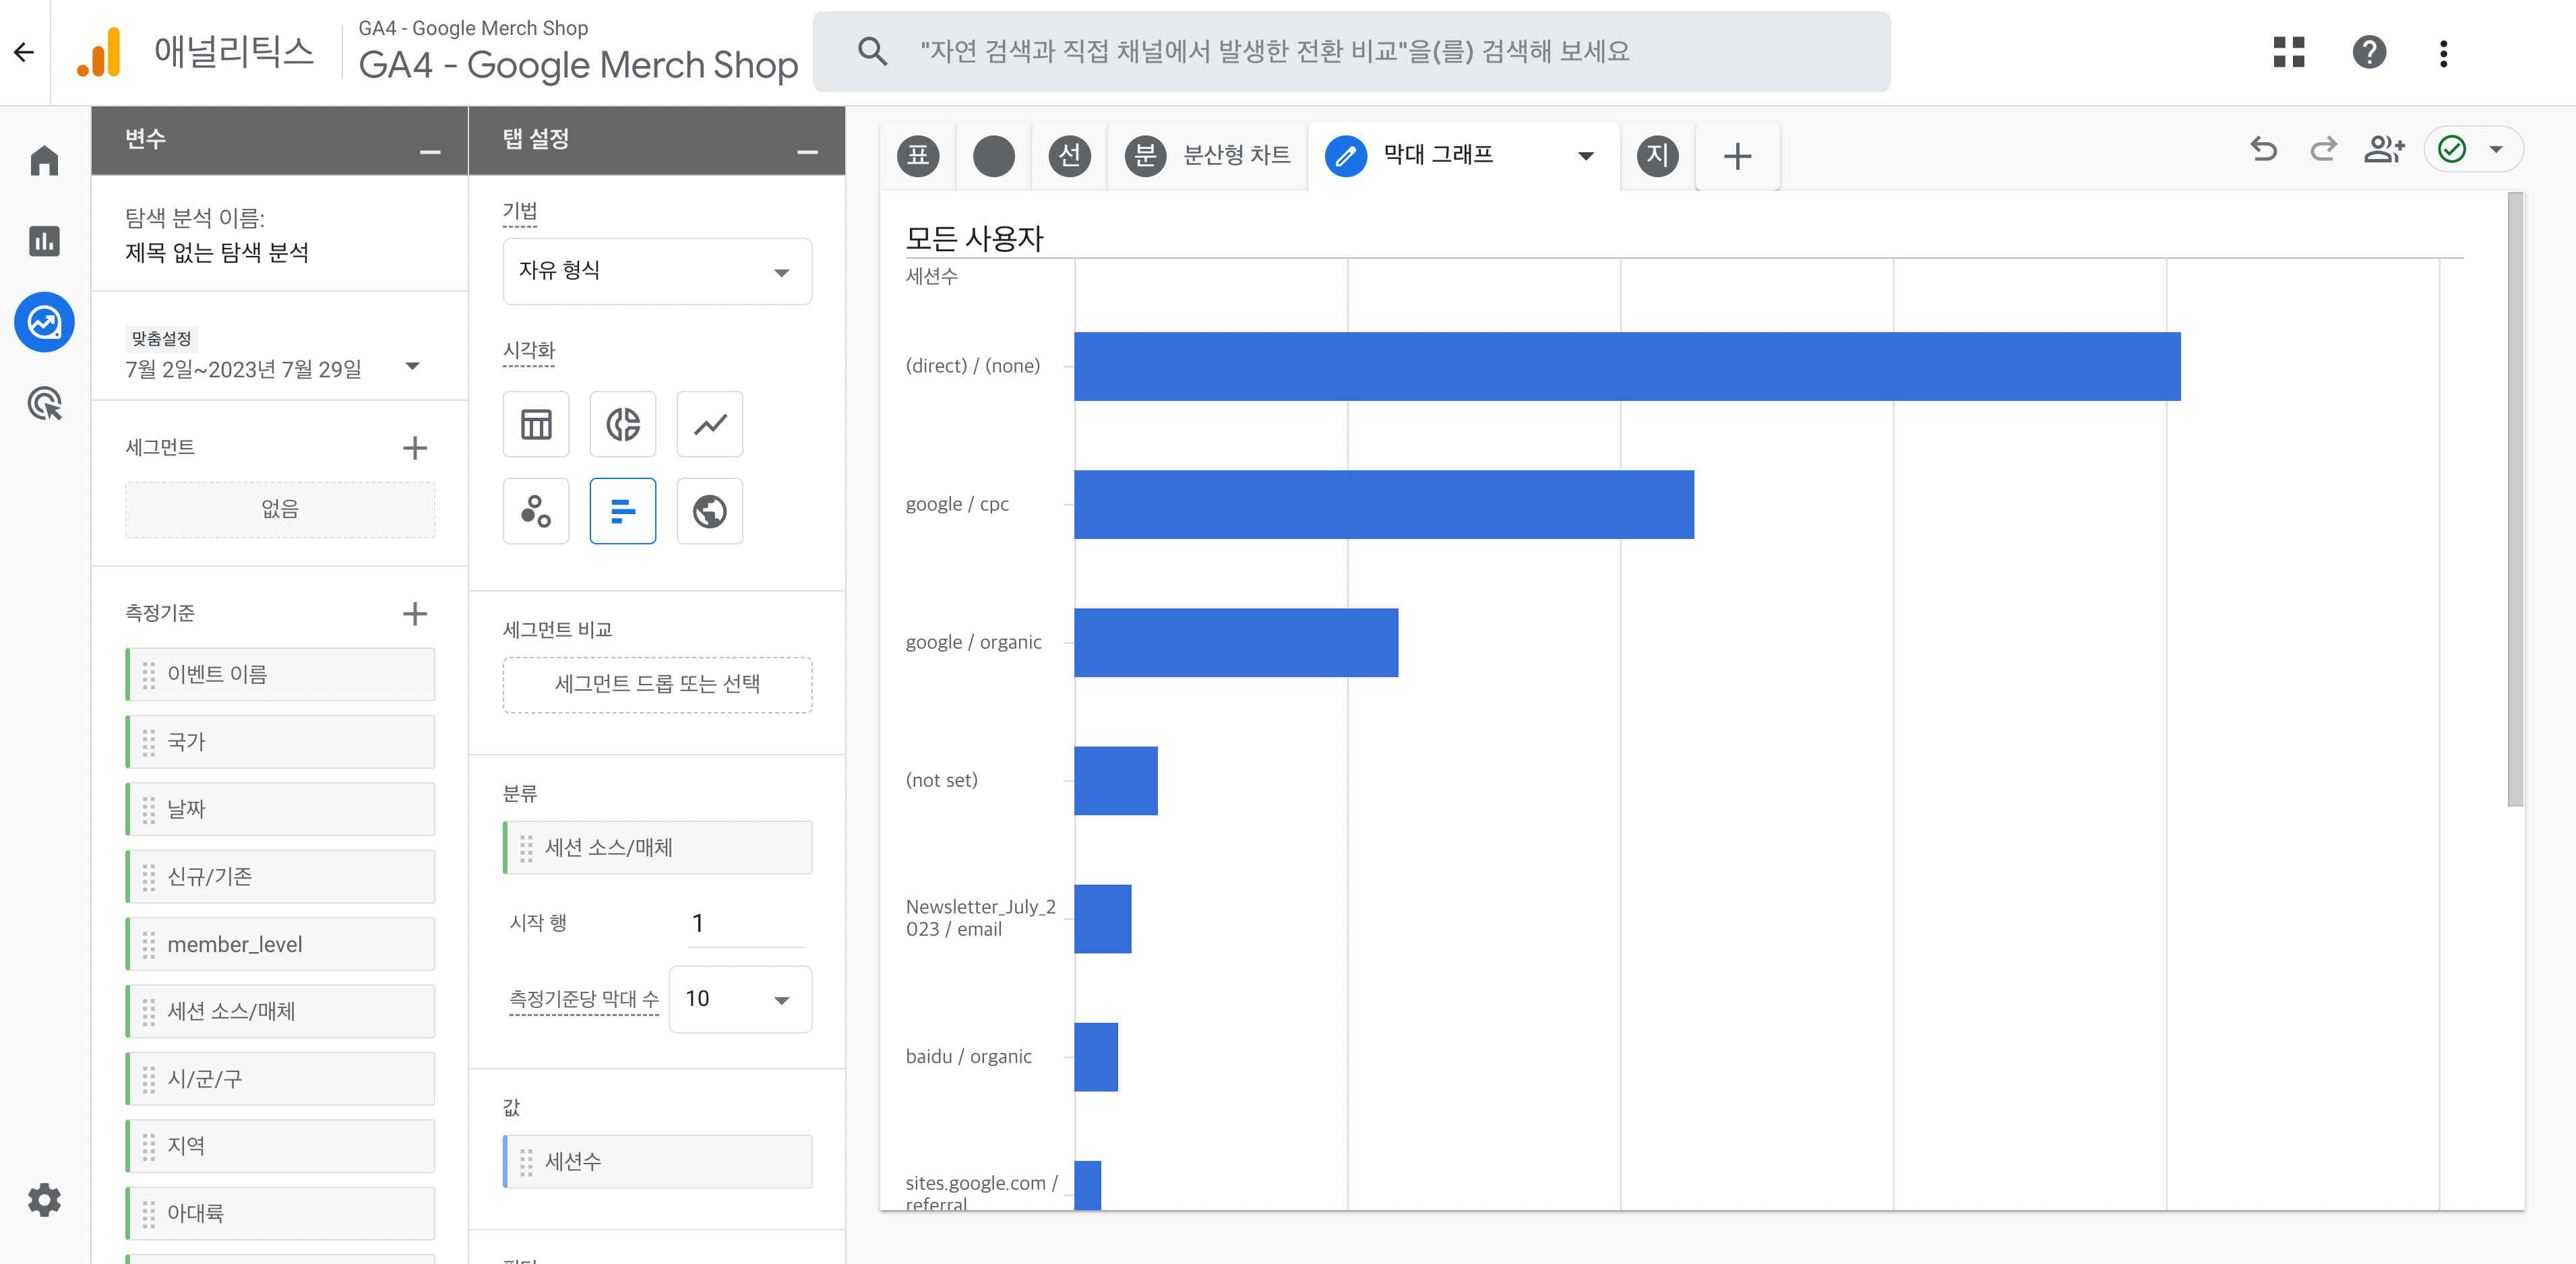 애널리틱스
GA4 - Google Merch Shop
GA4 - Google Merch Shop
"자연 검색과 직접 채널에서 발생한 전환 비교"을(를) 검색해 보세요
변수
탐색 분석 이름:
제목 없는 탐색 분석
맞춤설정
7월 2일~2023년 7월 29일
세그먼트
없음
측정기준
이벤트 이름
국가
날짜
신규/기존
member_level
세션 소스/매체
시/군/구
지역
아대륙
탭 설정
기법
자유 형식
시각화
세그먼트 비교
세그먼트 드롭 또는 선택
분류
세션 소스/매체
시작 행
1
측정기준당 막대 수
10
값
세션수
표
선
분
분산형 차트
막대 그래프
지
모든 사용자
세션수
(direct) / (none)
google / cpc
google / organic
(not set)
Newsletter_July_2
023 / email
baidu / organic
sites.google.com /
referral